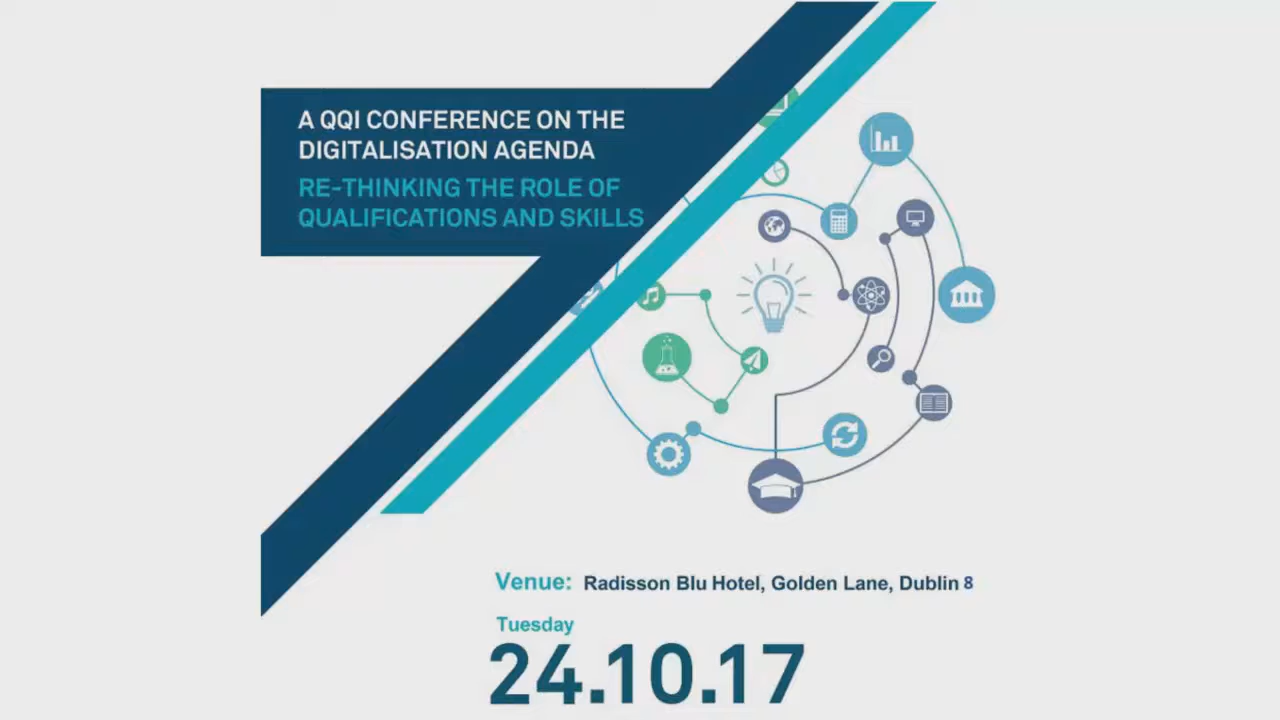 A QQI CONFERENCE ON THE
DIGITALISATION AGENDA
RE-THINKING THE ROLE OF
QUALIFICATIONS AND SKILLS
Venue: Radisson Blu Hotel, Golden Lane, Dublin 8
Tuesday
24.10.17